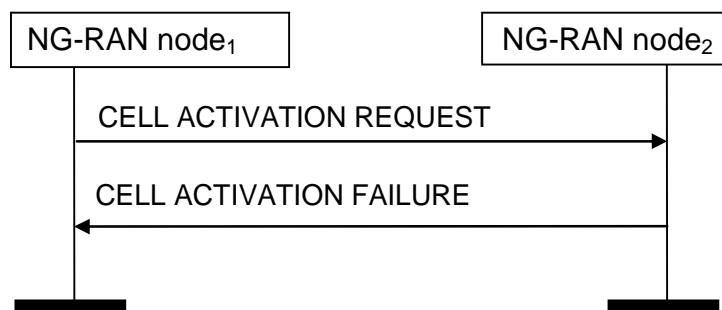 NG-RAN node₁
NG-RAN node₂
CELL ACTIVATION REQUEST
CELL ACTIVATION FAILURE